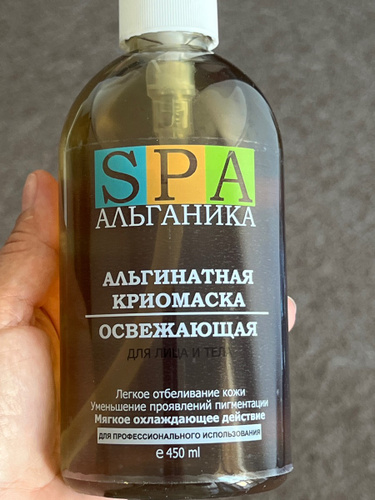 SPA
АЛЬГАНИКА
АЛЬГИНАТНАЯ
КРИОМАСКА
ОСВЕЖАЮЩАЯ
ДЛЯ ЛИЦА И ТЕЛА
Легкое отбеливание кожи
Уменьшение проявлений пигментации
Мягкое охлаждающее действие
ДЛЯ ПРОФЕССИОНАЛЬНОГО ИСПОЛЬЗОВАНИЯ
℮ 450 ml